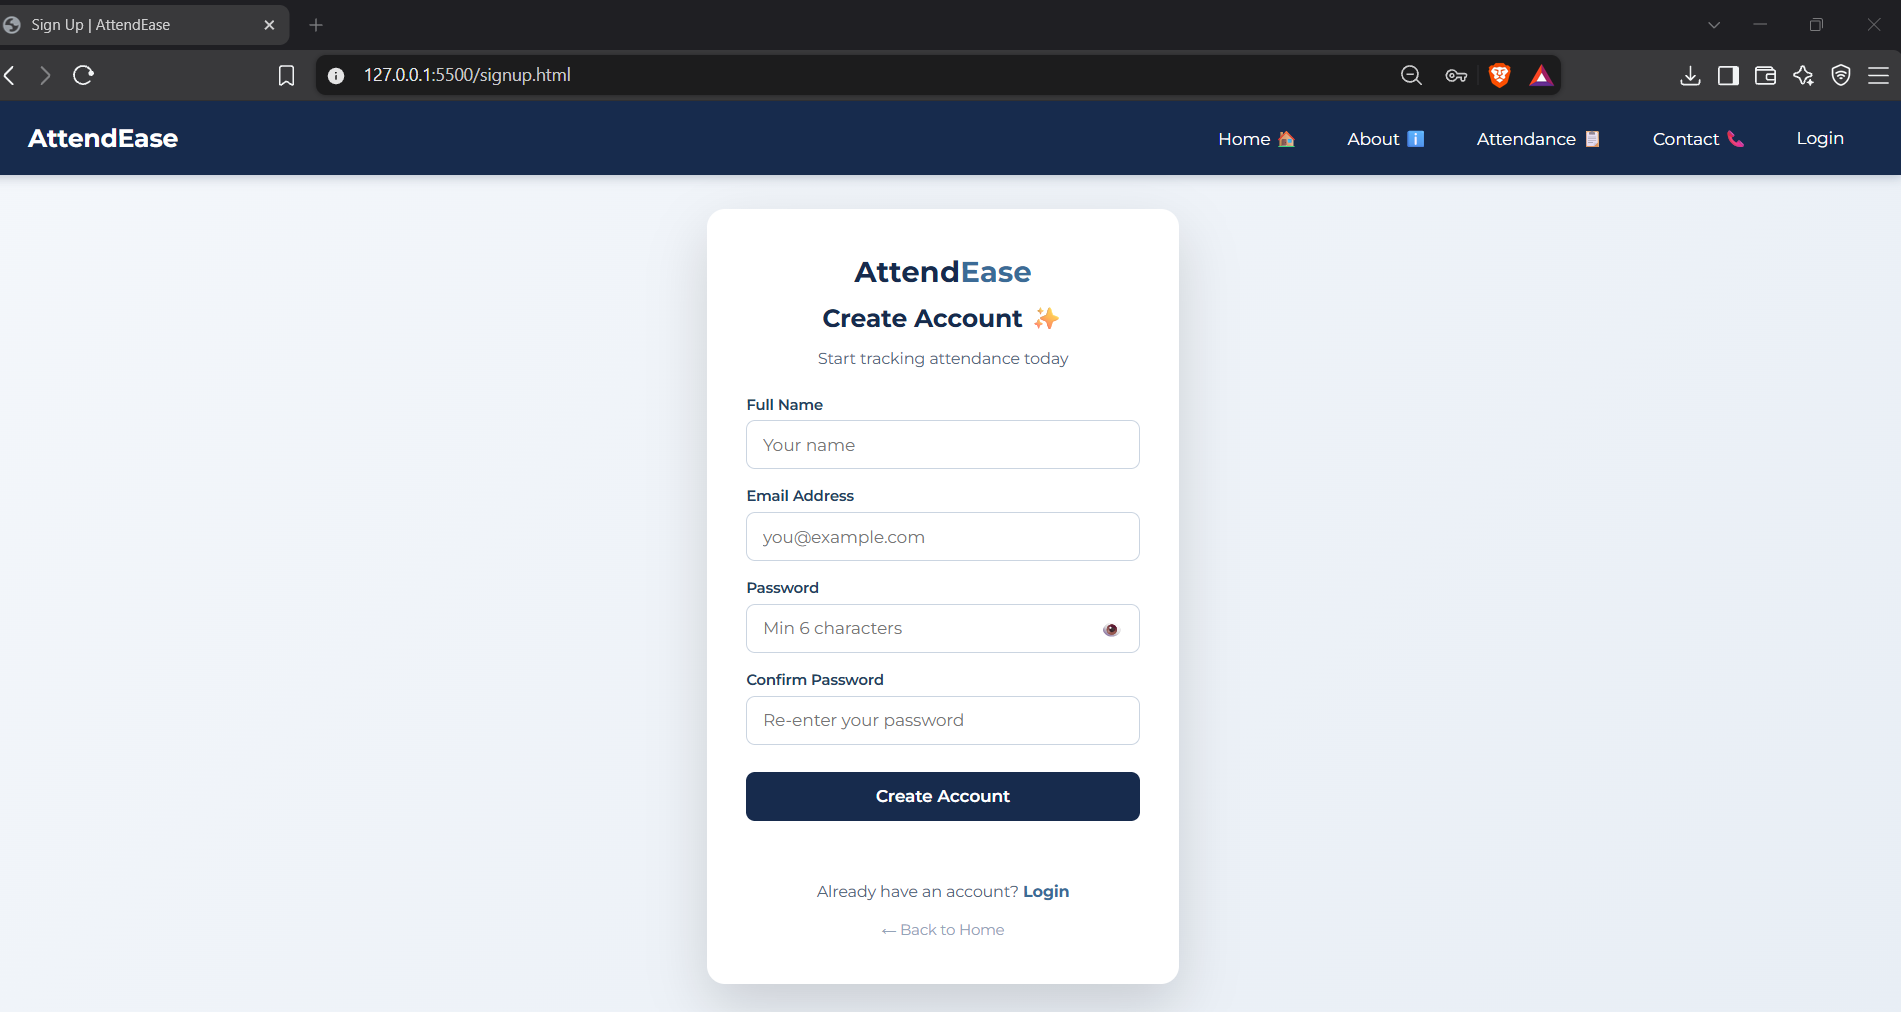 Sign Up | AttendEase
127.0.0.1:5500/signup.html
AttendEase
Home 🏠 About ℹ️ Attendance 📋 Contact 📞 Login
AttendEase
Create Account ✨
Start tracking attendance today
Full Name
Your name
Email Address
you@example.com
Password
Min 6 characters
Confirm Password
Re-enter your password
Create Account
Already have an account? Login
← Back to Home